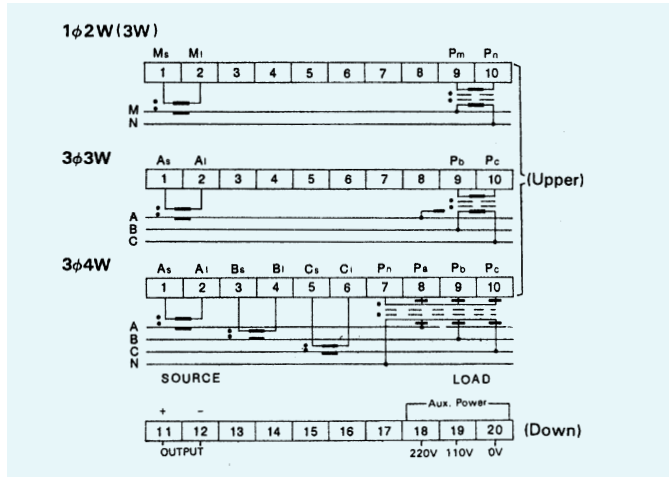 1ϕ2W(3W)
Ms Ml Pm Pn
1 2 3 4 5 6 7 8 9 10
M
N
3ϕ3W
As Al Pb Pc
1 2 3 4 5 6 7 8 9 10
(Upper)
A
B
C
3ϕ4W
As Al Bs Bl Cs Cl Pn Pa Pb Pc
1 2 3 4 5 6 7 8 9 10
A
B
C
N
SOURCE LOAD
Aux. Power
+ -
11 12 13 14 15 16 17 18 19 20 (Down)
OUTPUT 220V 110V 0V